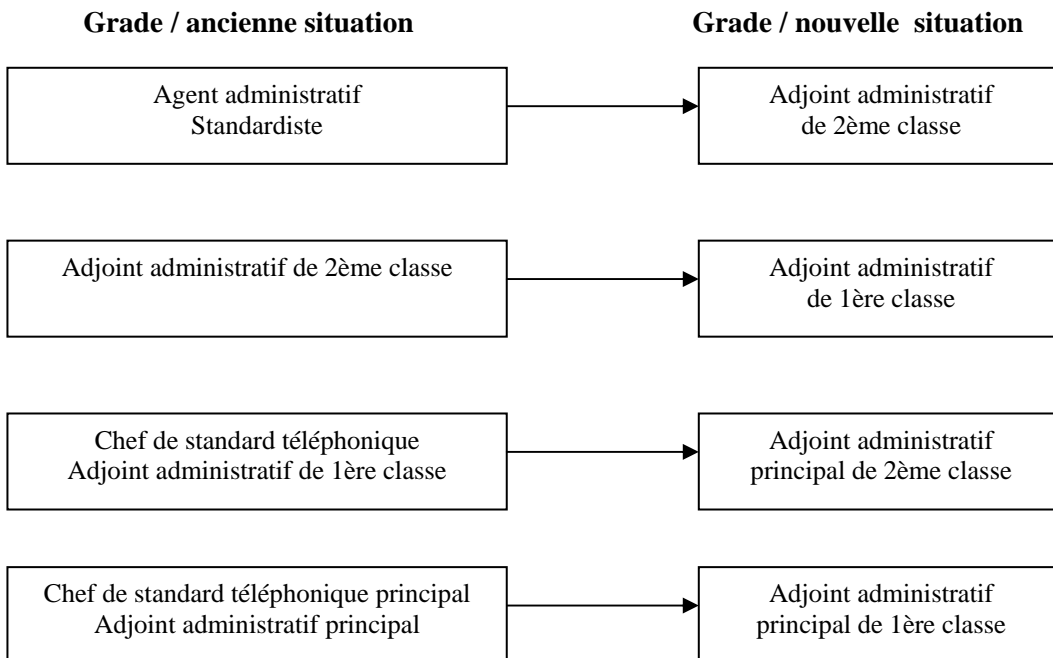 Grade / ancienne situation
Grade / nouvelle situation
Agent administratif
Standardiste
Adjoint administratif
de 2ème classe
Adjoint administratif de 2ème classe
Adjoint administratif
de 1ère classe
Chef de standard téléphonique
Adjoint administratif de 1ère classe
Adjoint administratif
principal de 2ème classe
Chef de standard téléphonique principal
Adjoint administratif principal
Adjoint administratif
principal de 1ère classe